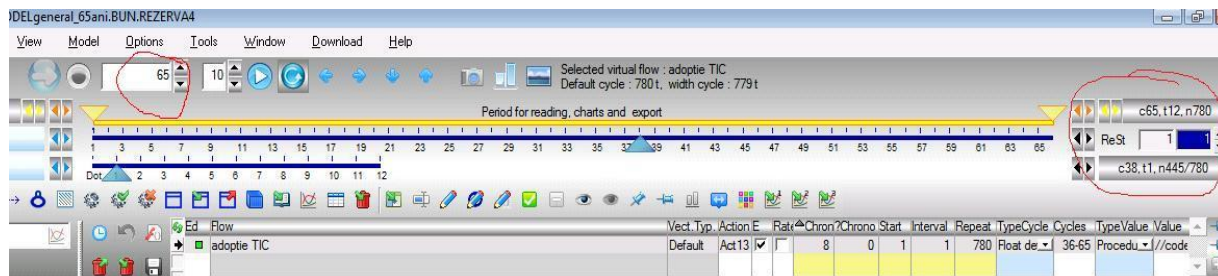 ODELgeneral_65ani.BUN.REZERVA4
View Model Options Tools Window Download Help
65 10
Selected virtual flow : adoptie TIC
Default cycle : 780 t, width cycle : 779 t
Period for reading, charts and export
c65, t12, n780
1 3 5 7 9 11 13 15 17 19 21 23 25 27 29 31 33 35 37 39 41 43 45 47 49 51 53 55 57 59 61 63 65
ReSt 1 1
Dot 1 2 3 4 5 6 7 8 9 10 11 12
c38, t1, n445/780
Ed Flow Vect.Typ. Action E Rate Chron ?Chrono Start Interval Repeat TypeCycle Cycles TypeValue Value
adoptie TIC Default Act13 8 0 1 1 780 Float de 36-65 Procedu //code